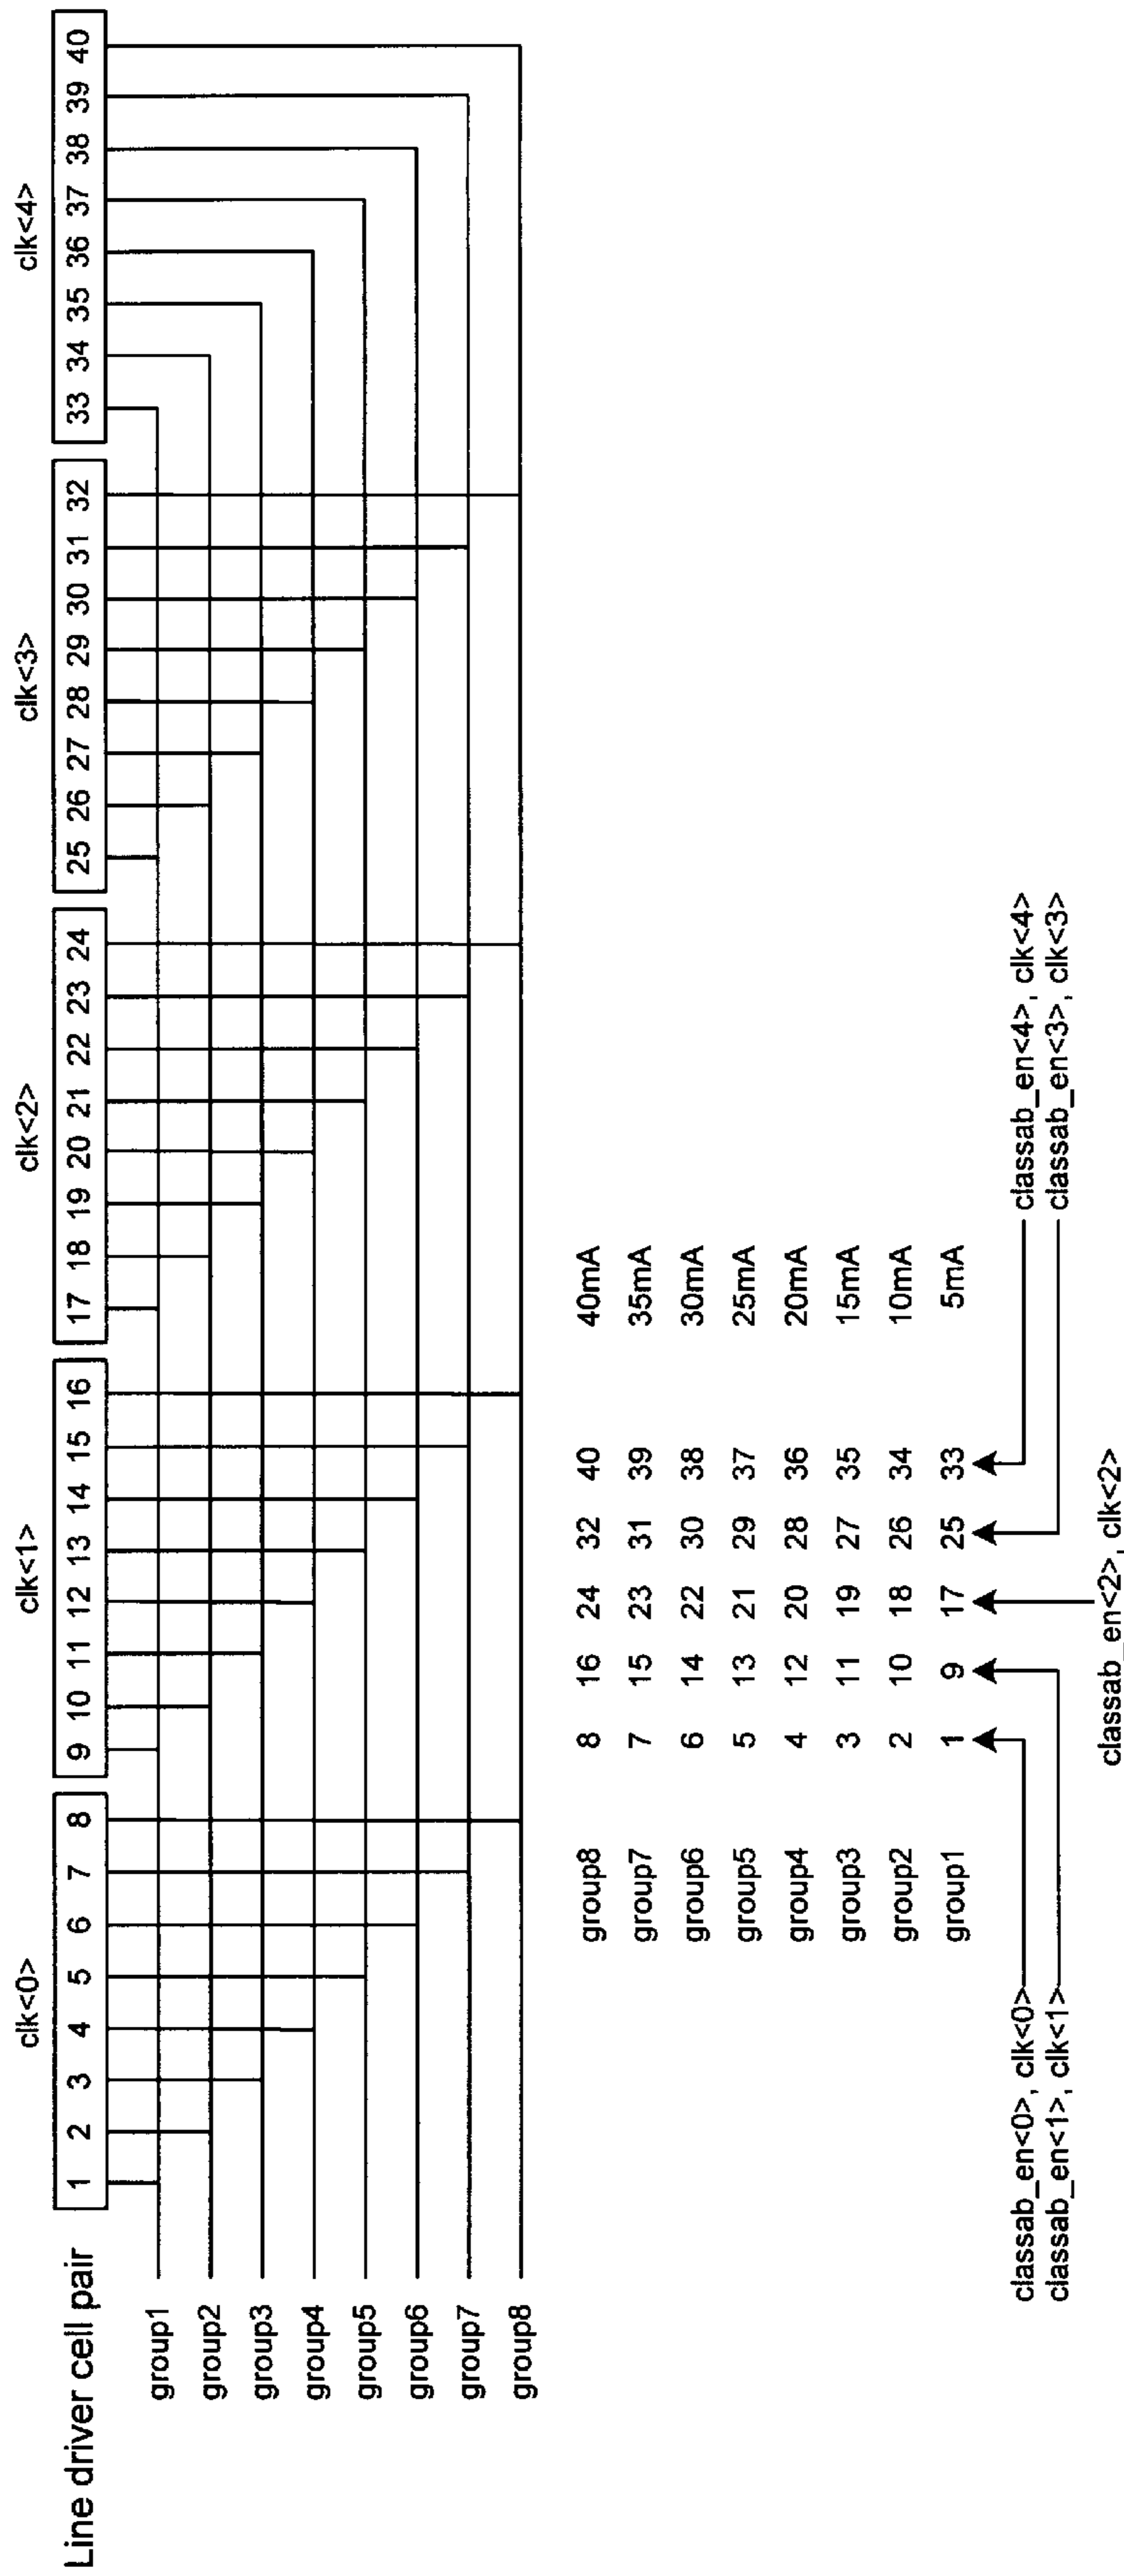 clk<0> clk<1> clk<2> clk<3> clk<4>
Line driver cell pair 1 2 3 4 5 6 7 8 9 10 11 12 13 14 15 16 17 18 19 20 21 22 23 24 25 26 27 28 29 30 31 32 33 34 35 36 37 38 39 40
group1
group2
group3
group4
group5
group6
group7
group8
group8 8 16 24 32 40 40mA
group7 7 15 23 31 39 35mA
group6 6 14 22 30 38 30mA
group5 5 13 21 29 37 25mA
group4 4 12 20 28 36 20mA
group3 3 11 19 27 35 15mA
group2 2 10 18 26 34 10mA
group1 1 9 17 25 33 5mA
classab_en<0>, clk<0> classab_en<4>, clk<4>
classab_en<1>, clk<1> classab_en<3>, clk<3>
classab_en<2>, clk<2>